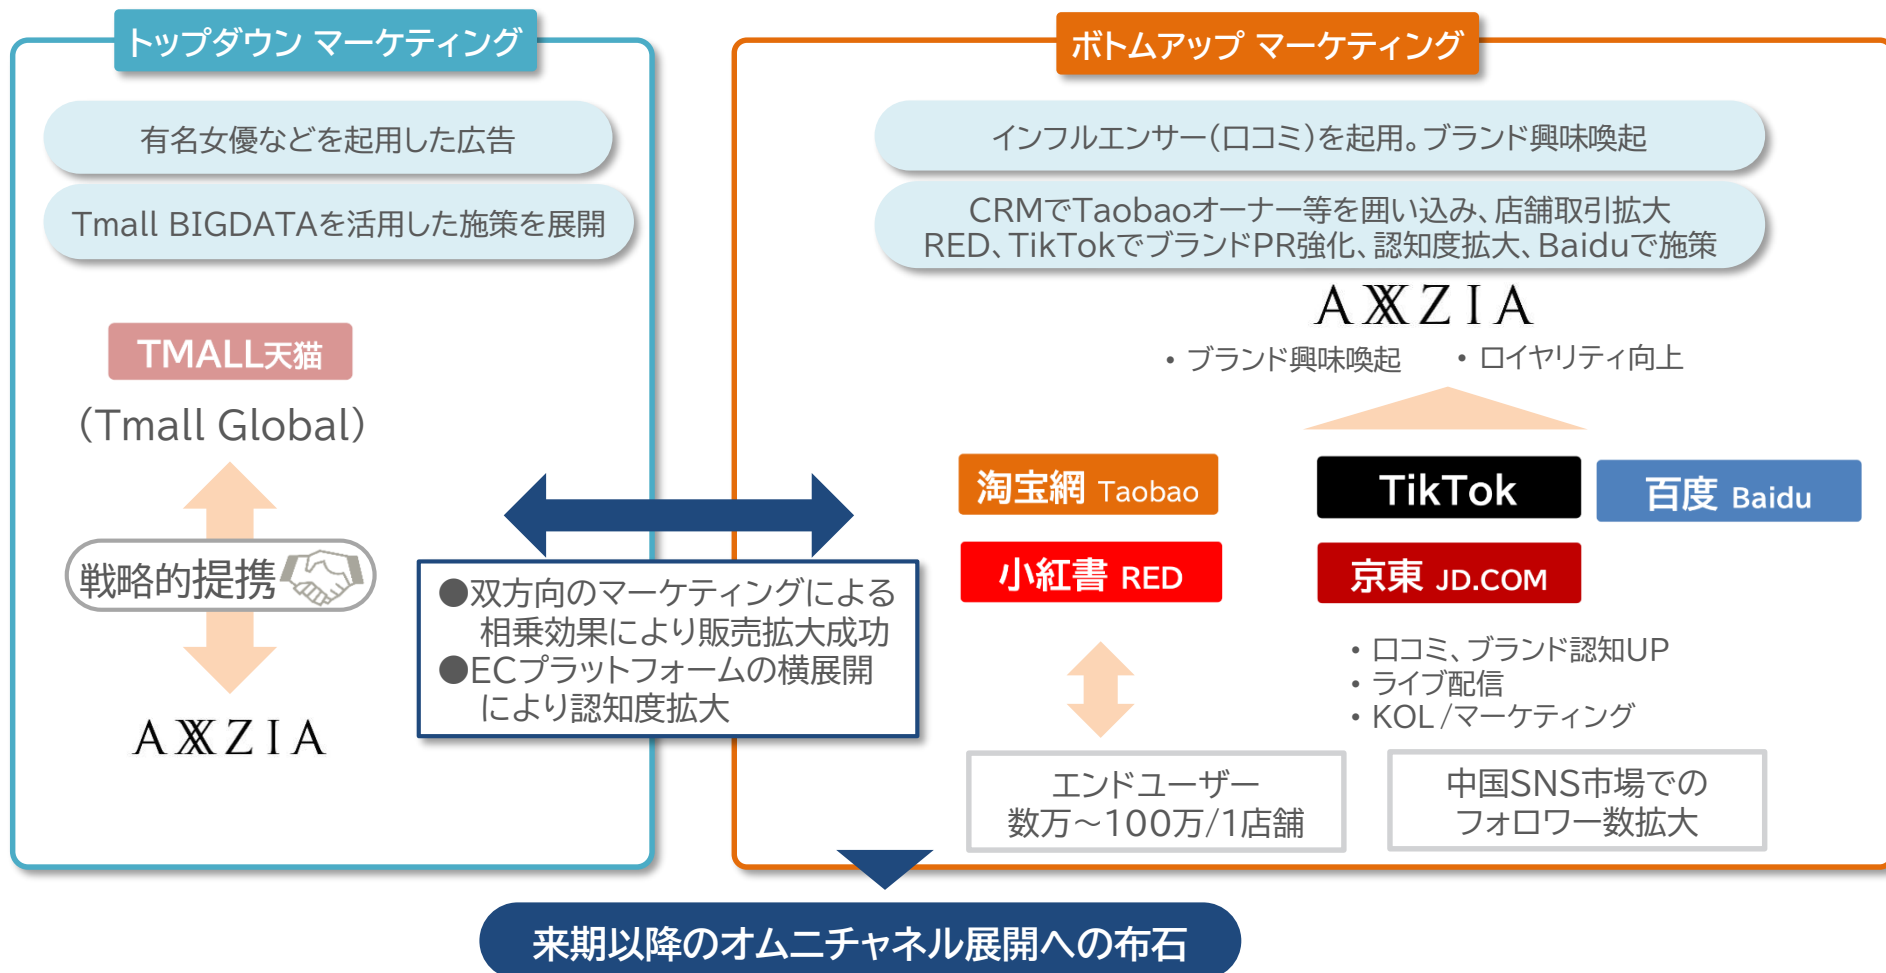 トップダウン マーケティング
有名女優などを起用した広告
Tmall BIGDATAを活用した施策を展開
TMALL天猫
(Tmall Global)
戦略的提携
AXXZIA
●双方向のマーケティングによる
相乗効果により販売拡大成功
●ECプラットフォームの横展開
により認知度拡大
ボトムアップ マーケティング
インフルエンサー(口コミ)を起用。ブランド興味喚起
CRMでTaobaoオーナー等を囲い込み、店舗取引拡大
RED、TikTokでブランドPR強化、認知度拡大、Baiduで施策
AXXZIA
・ブランド興味喚起 ・ロイヤリティ向上
淘宝網 Taobao
TikTok
百度 Baidu
小紅書 RED
京東 JD.COM
・口コミ、ブランド認知UP
・ライブ配信
・KOL/マーケティング
エンドユーザー
数万～100万/1店舗
中国SNS市場での
フォロワー数拡大
来期以降のオムニチャネル展開への布石